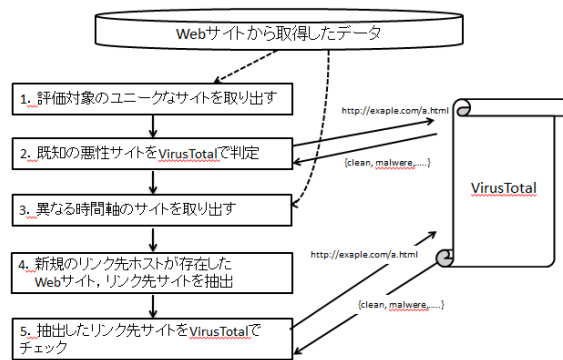 Webサイトから取得したデータ
1. 評価対象のユニークなサイトを取り出す
http://exaple.com/a.html
2. 既知の悪性サイトをVirusTotalで判定
{clean, malwere,.....}
VirusTotal
3. 異なる時間軸のサイトを取り出す
4. 新規のリンク先ホストが存在した
Webサイト，リンク先サイトを抽出
http://exaple.com/a.html
5. 抽出したリンク先サイトをVirusTotalで
チェック
{clean, malwere,.....}